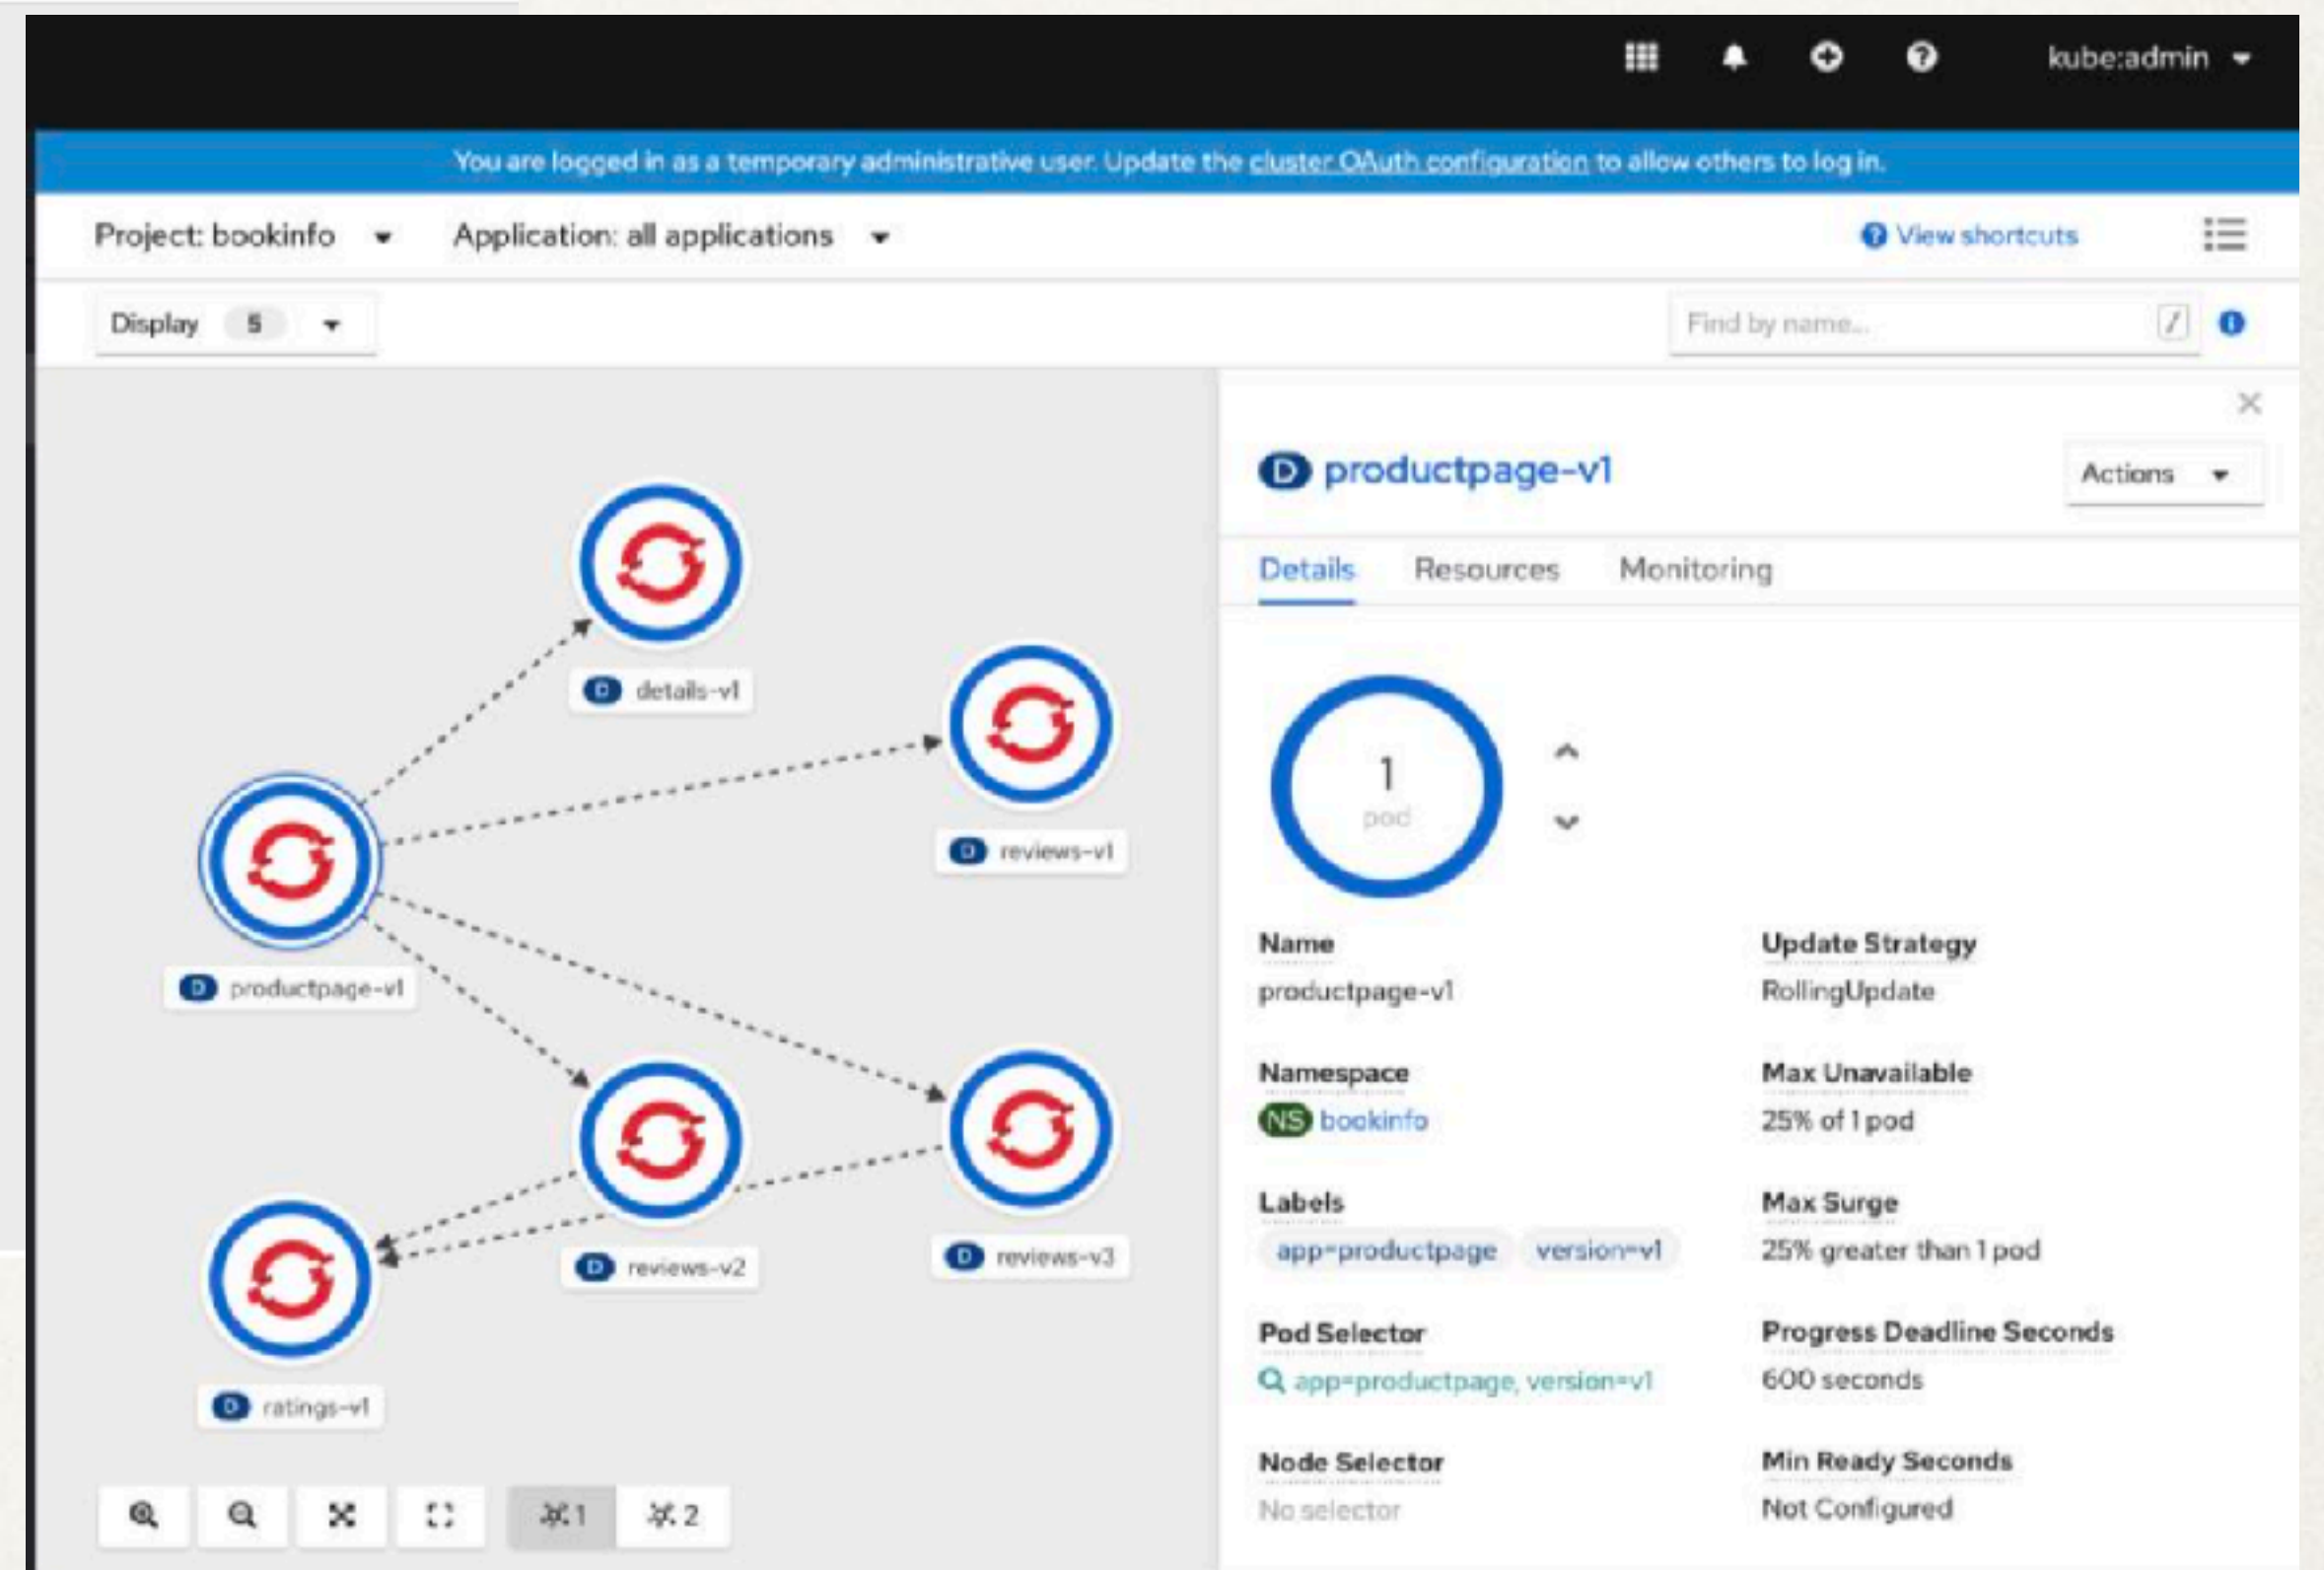 kube:admin
You are logged in as a temporary administrative user. Update the cluster OAuth configuration to allow others to log in.
Project: bookinfo
Application: all applications
View shortcuts
Display 5
Find by name...
/
D productpage-v1
Actions
Details
Resources
Monitoring
D details-v1
D reviews-v1
D productpage-v1
D reviews-v2
D reviews-v3
D ratings-v1
1
2
1
pod
Name
productpage-v1
Update Strategy
RollingUpdate
Namespace
NS bookinfo
Max Unavailable
25% of 1 pod
Labels
app=productpage version=v1
Max Surge
25% greater than 1 pod
Pod Selector
app=productpage, version=v1
Progress Deadline Seconds
600 seconds
Node Selector
No selector
Min Ready Seconds
Not Configured